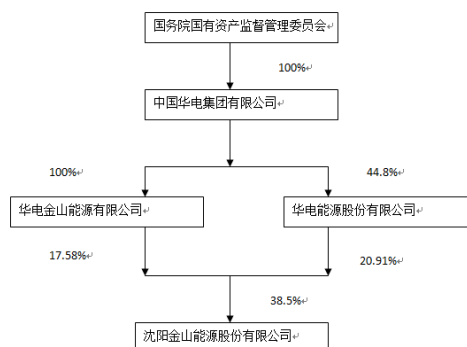 国务院国有资产监督管理委员会
100%
中国华电集团有限公司
100%
44.8%
华电金山能源有限公司
华电能源股份有限公司
17.58%
20.91%
38.5%
沈阳金山能源股份有限公司